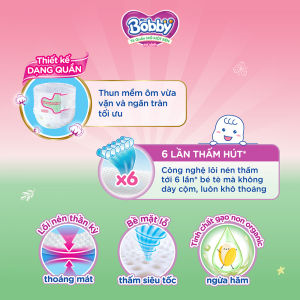 Bobby
Thiết kế
DẠNG QUẦN
Thun mềm ôm vừa
vặn và ngăn tràn
tối ưu
x6
6 LẦN THẤM HÚT*
Công nghệ lõi nén thấm
tới 6 lần* bé tè mà không
dày cộm, luôn khô thoáng
Lõi nén thần kỳ
thoáng mát
Bề mặt lỗ
thấm siêu tốc
Tinh chất gạo non organic
ngừa hăm